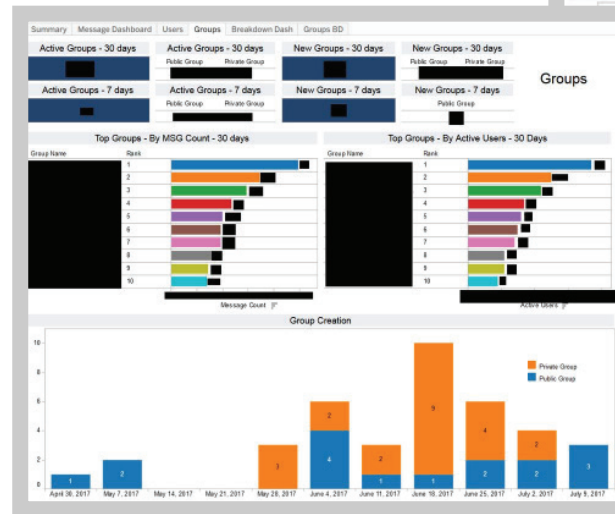 Summary Message Dashboard Users Groups Breakdown Dash Groups BD
Active Groups - 30 days Active Groups - 30 days New Groups - 30 days New Groups - 30 days
Public Group Private Group Public Group Private Group
Groups
Active Groups - 7 days Active Groups - 7 days New Groups - 7 days New Groups - 7 days
Public Group Private Group Public Group
Top Groups - By MSG Count - 30 days Top Groups - By Active Users - 30 Days
Group Name Rank Group Name Rank
1 1
2 2
3 3
4 4
5 5
6 6
7 7
8 8
9 9
10 10
Message Count Active Users
Group Creation
10
9
Private Group
Public Group
8
6
2
4
4
3
2
2
4
2
2
1
1
1
2
2
3
0
April 30, 2017 May 7, 2017 May 14, 2017 May 21, 2017 May 28, 2017 June 4, 2017 June 11, 2017 June 18, 2017 June 25, 2017 July 2, 2017 July 9, 2017